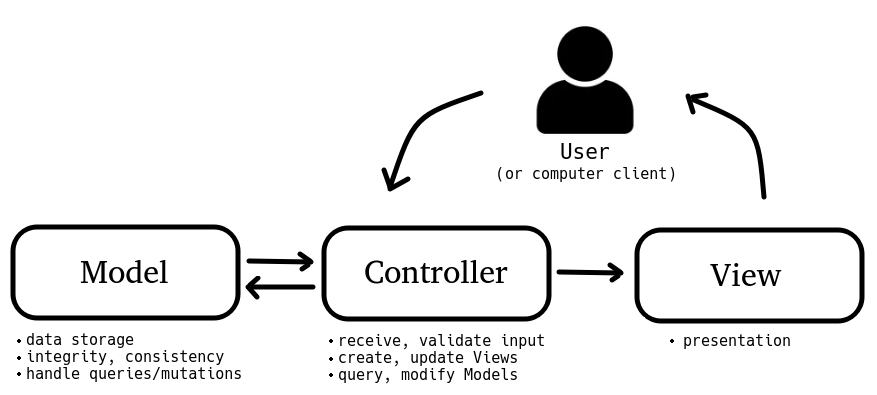 User
(or computer client)
Model
Controller
View
• data storage
• integrity, consistency
• handle queries/mutations
• receive, validate input
• create, update Views
• query, modify Models
• presentation